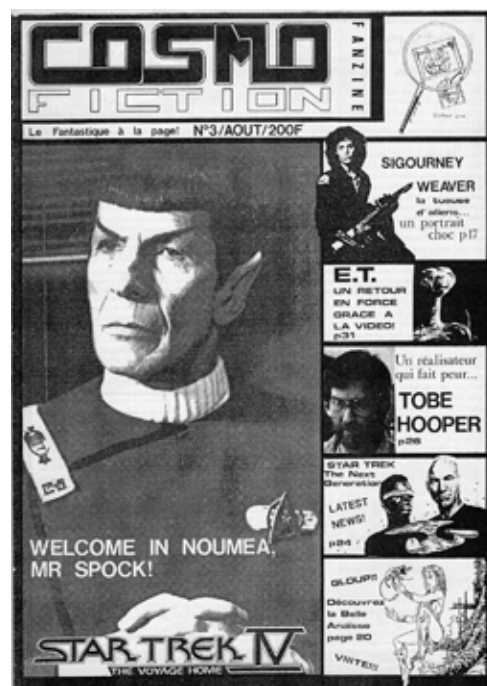 COSMO
FICTION
FANZINE
Le Fantastique à la page! N°3/AOUT/200F
SIGOURNEY
WEAVER
la tueuse
d'aliens...
un portrait
choc p17
E.T.
UN RETOUR
EN FORCE
GRACE A
LA VIDEO!
p31
Un réalisateur
qui fait peur...
TOBE
HOOPER
p26
STAR TREK
The Next
Generation
LATEST
NEWS!
p24
WELCOME IN NOUMEA,
MR SPOCK!
STAR TREK IV
THE VOYAGE HOME
GLOUP!!
Découvrez
la Belle
Anaïsse
page 20
VIIITE!!!